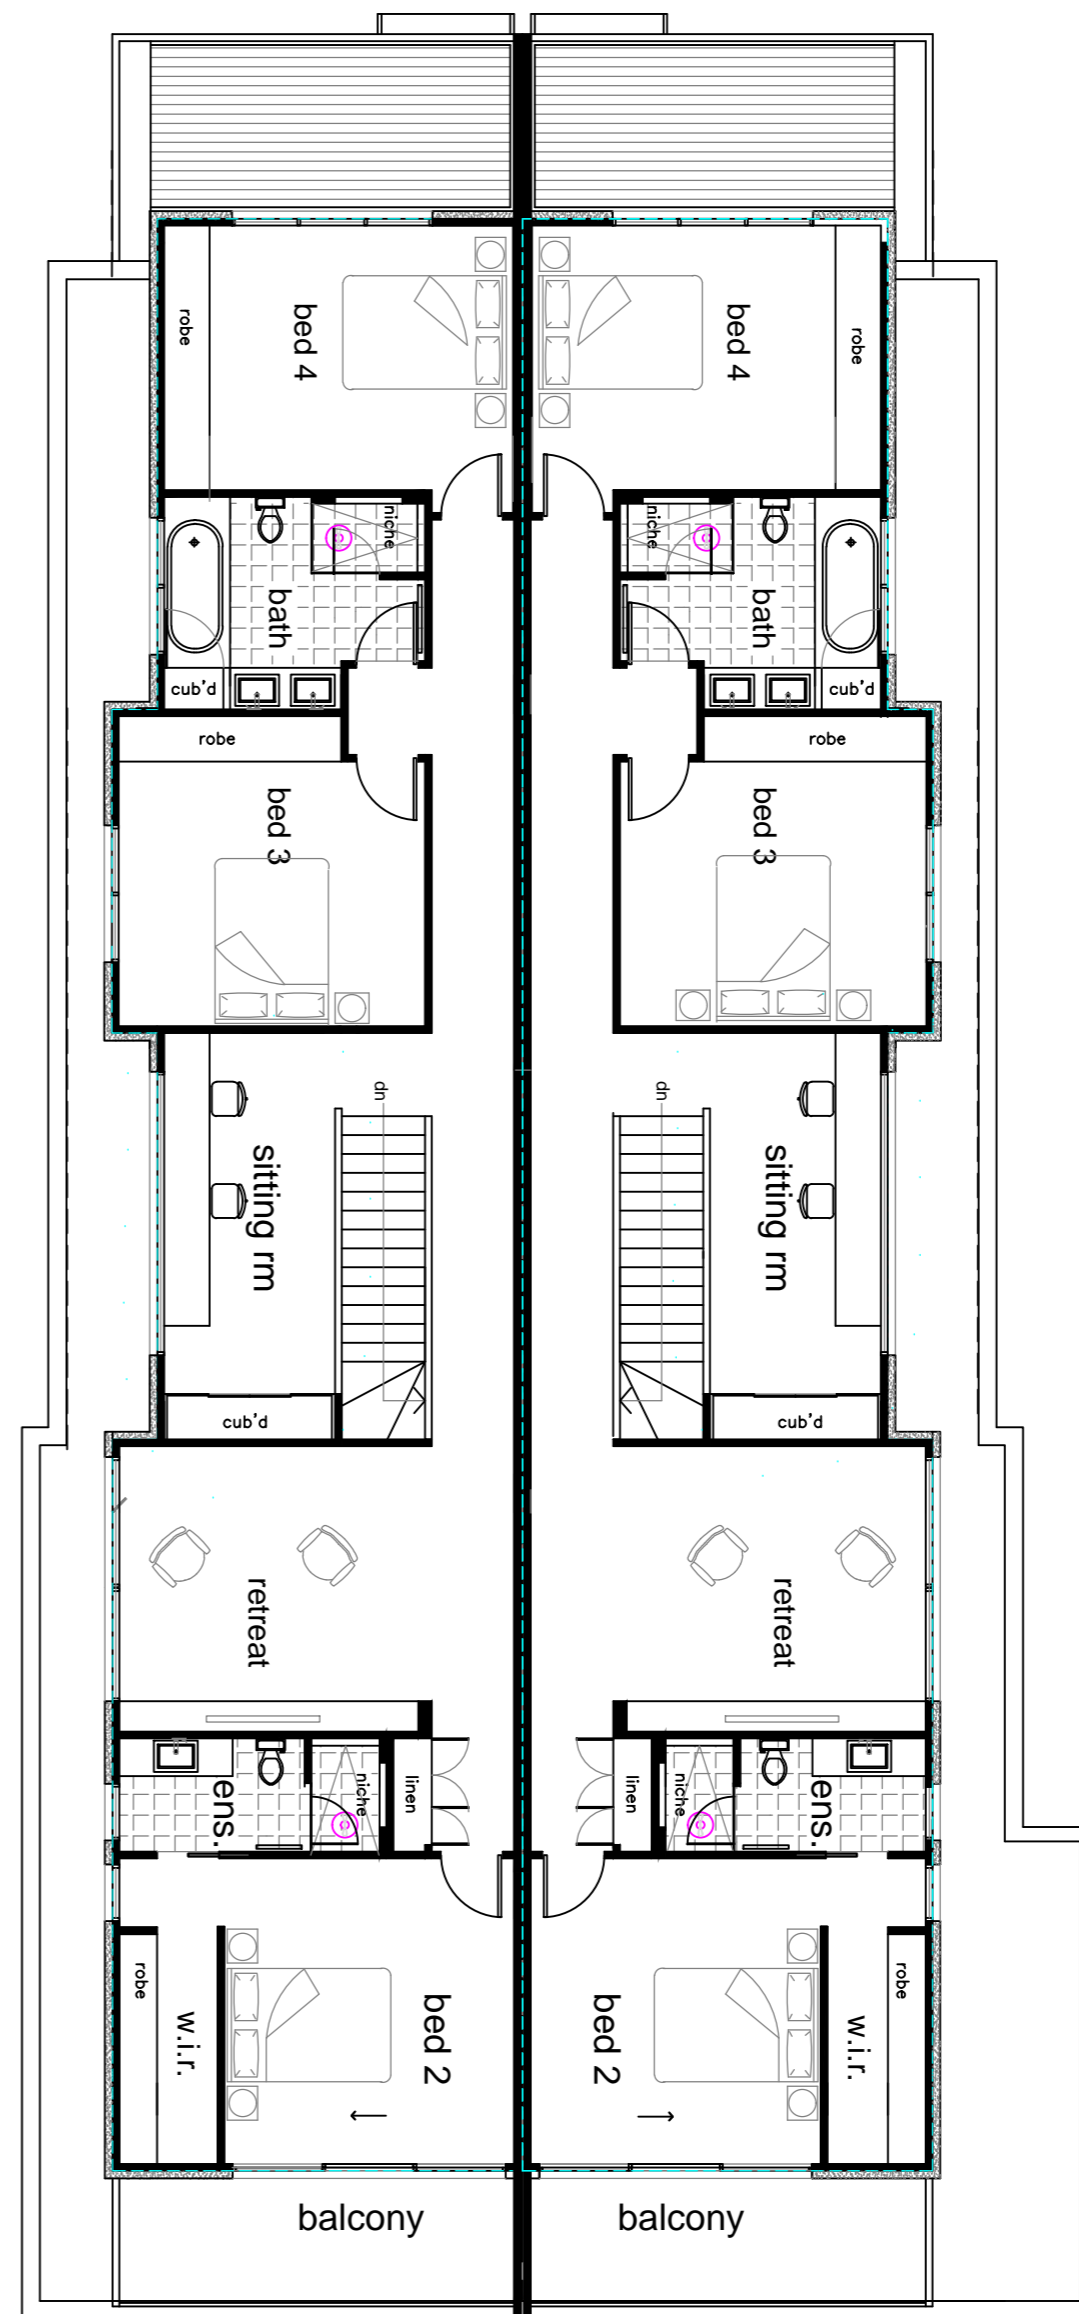 robe
bed 4
bed 4
robe
niche
niche
bath
bath
cub'd
cub'd
robe
robe
bed 3
bed 3
dn
dn
sitting rm
sitting rm
cub'd
cub'd
retreat
retreat
ens.
niche
linen
linen
niche
ens.
robe
w.i.r.
bed 2
bed 2
w.i.r.
robe
balcony
balcony